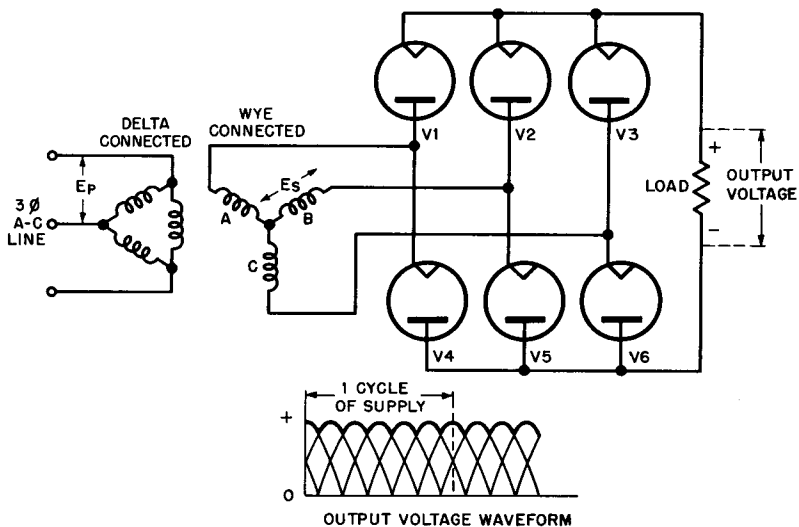 DELTA
CONNECTED
WYE
CONNECTED
V1
V2
V3
3Ø
A-C
LINE
EP
ES
A
B
C
LOAD
+
OUTPUT
VOLTAGE
−
V4
V5
V6
1 CYCLE
OF SUPPLY
+
0
OUTPUT VOLTAGE WAVEFORM